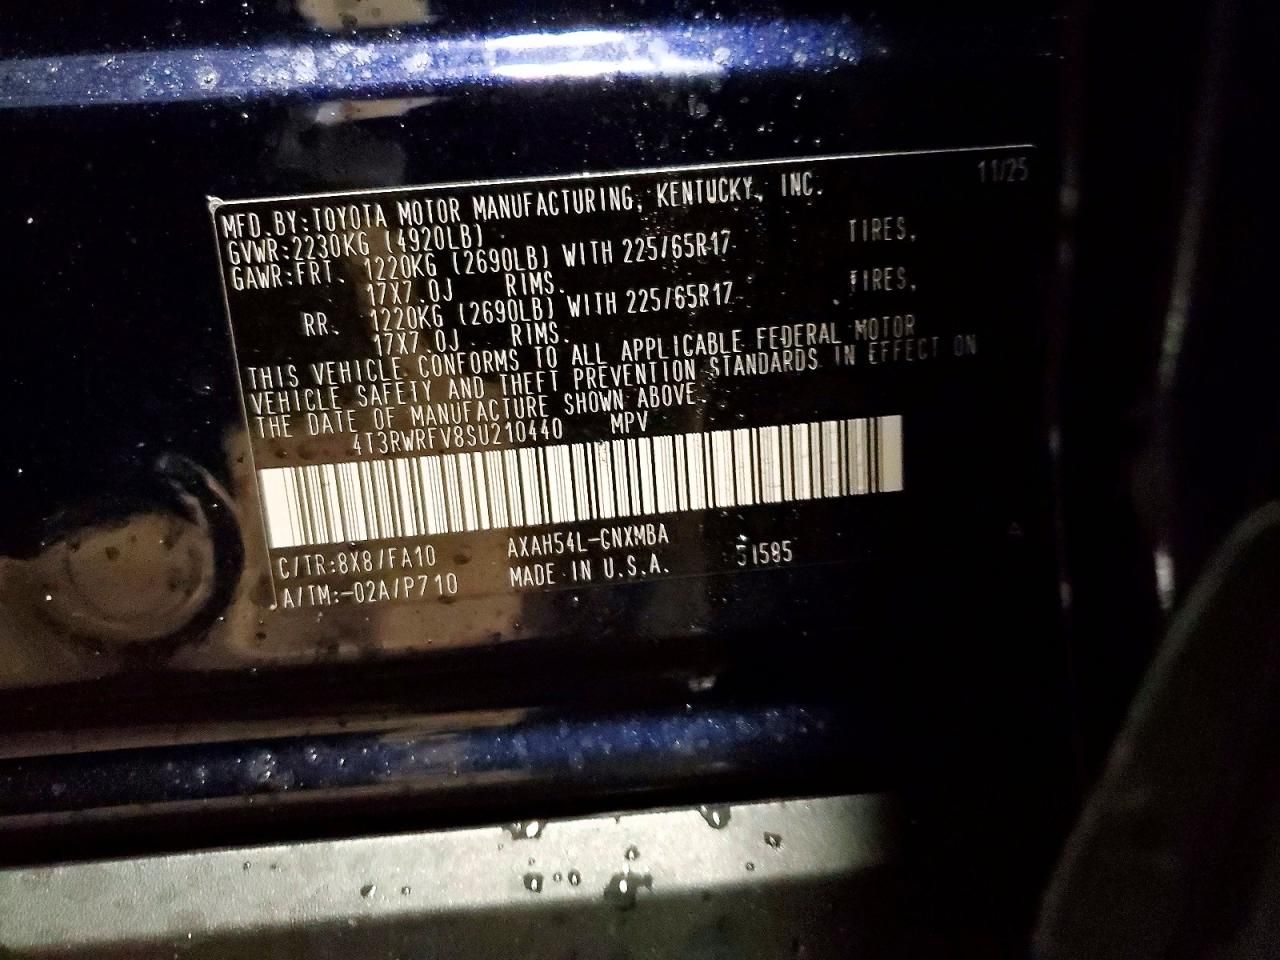 11/25
MFD.BY:TOYOTA MOTOR MANUFACTURING, KENTUCKY, INC.
GVWR:2230KG (4920LB)
GAWR:FRT. 1220KG (2690LB) WITH 225/65R17 TIRES,
17X7.0J RIMS.
RR. 1220KG (2690LB) WITH 225/65R17 TIRES,
17X7.0J RIMS.
THIS VEHICLE CONFORMS TO ALL APPLICABLE FEDERAL MOTOR
VEHICLE SAFETY AND THEFT PREVENTION STANDARDS IN EFFECT ON
THE DATE OF MANUFACTURE SHOWN ABOVE.
4T3RWRFV8SU210440 MPV
C/TR:8X8/FA10 AXAH54L-CNXMBA
A/TM:-02A/P710 MADE IN U.S.A. 51585